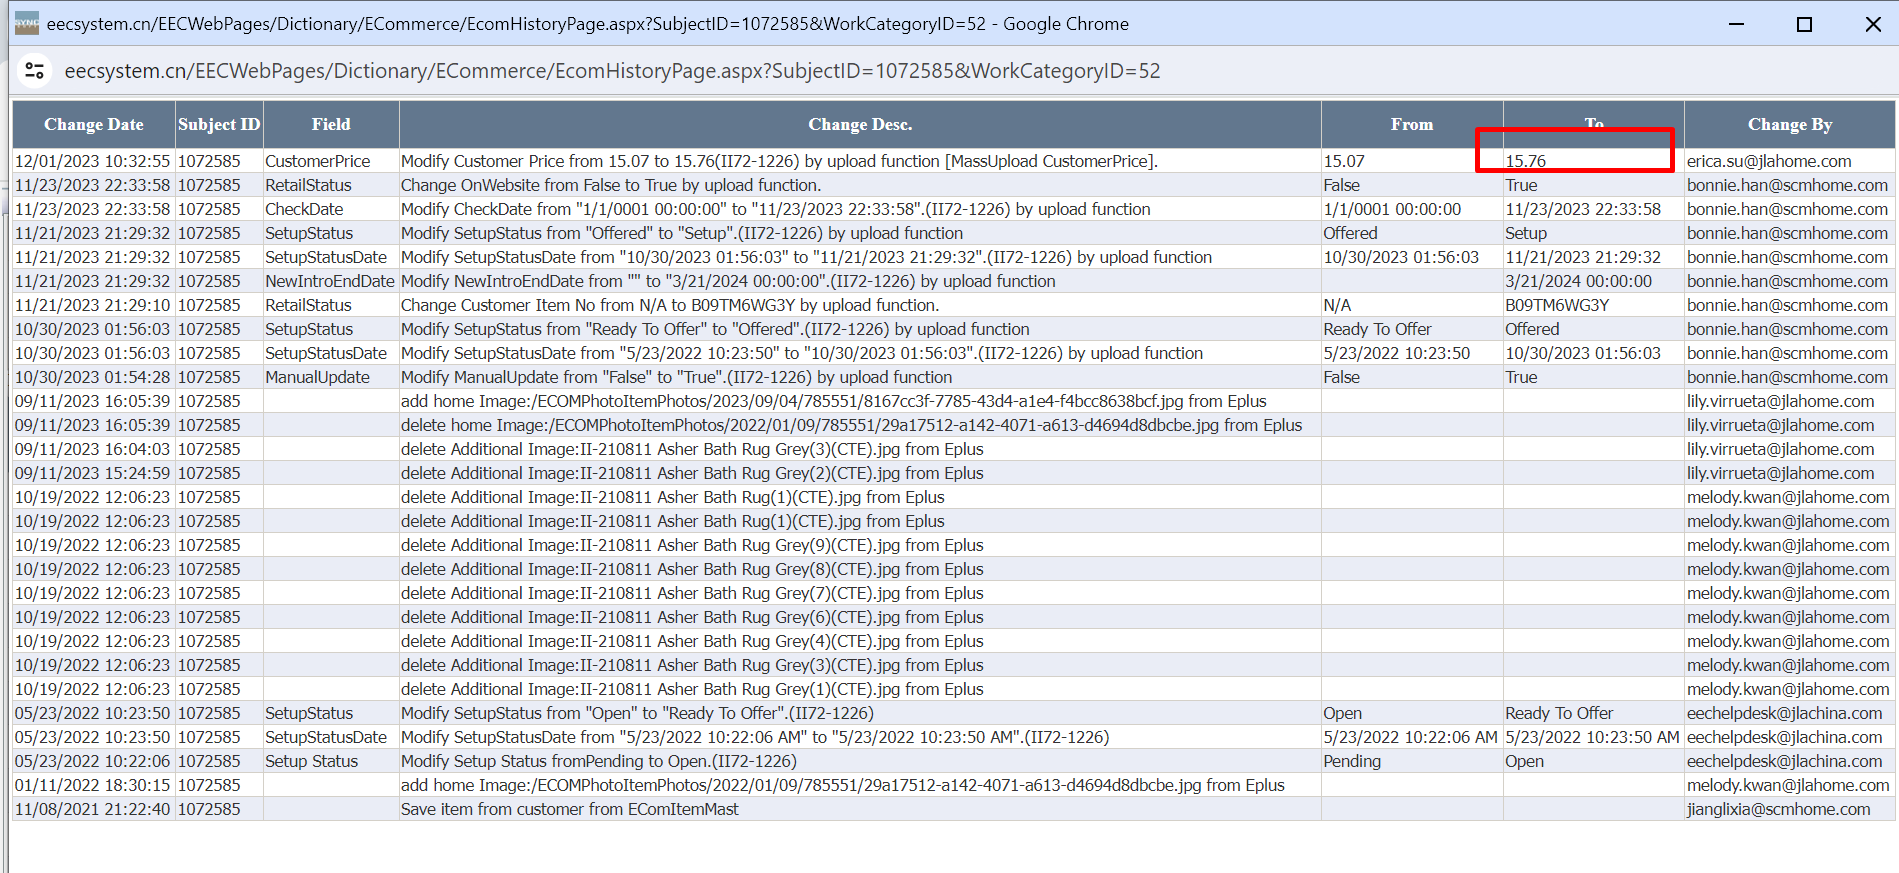 eecsystem.cn/EECWebPages/Dictionary/ECommerce/EcomHistoryPage.aspx?SubjectID=1072585&WorkCategoryID=52 - Google Chrome
eecsystem.cn/EECWebPages/Dictionary/ECommerce/EcomHistoryPage.aspx?SubjectID=1072585&WorkCategoryID=52
Change Date Subject ID Field Change Desc. From To Change By
12/01/2023 10:32:55 1072585 CustomerPrice Modify Customer Price from 15.07 to 15.76(II72-1226) by upload function [MassUpload CustomerPrice]. 15.07 15.76 erica.su@jlahome.com
11/23/2023 22:33:58 1072585 RetailStatus Change OnWebsite from False to True by upload function. False True bonnie.han@scmhome.com
11/23/2023 22:33:58 1072585 CheckDate Modify CheckDate from "1/1/0001 00:00:00" to "11/23/2023 22:33:58".(II72-1226) by upload function 1/1/0001 00:00:00 11/23/2023 22:33:58 bonnie.han@scmhome.com
11/21/2023 21:29:32 1072585 SetupStatus Modify SetupStatus from "Offered" to "Setup".(II72-1226) by upload function Offered Setup bonnie.han@scmhome.com
11/21/2023 21:29:32 1072585 SetupStatusDate Modify SetupStatusDate from "10/30/2023 01:56:03" to "11/21/2023 21:29:32".(II72-1226) by upload function 10/30/2023 01:56:03 11/21/2023 21:29:32 bonnie.han@scmhome.com
11/21/2023 21:29:32 1072585 NewIntroEndDate Modify NewIntroEndDate from "" to "3/21/2024 00:00:00".(II72-1226) by upload function 3/21/2024 00:00:00 bonnie.han@scmhome.com
11/21/2023 21:29:10 1072585 RetailStatus Change Customer Item No from N/A to B09TM6WG3Y by upload function. N/A B09TM6WG3Y bonnie.han@scmhome.com
10/30/2023 01:56:03 1072585 SetupStatus Modify SetupStatus from "Ready To Offer" to "Offered".(II72-1226) by upload function Ready To Offer Offered bonnie.han@scmhome.com
10/30/2023 01:56:03 1072585 SetupStatusDate Modify SetupStatusDate from "5/23/2022 10:23:50" to "10/30/2023 01:56:03".(II72-1226) by upload function 5/23/2022 10:23:50 10/30/2023 01:56:03 bonnie.han@scmhome.com
10/30/2023 01:54:28 1072585 ManualUpdate Modify ManualUpdate from "False" to "True".(II72-1226) by upload function False True bonnie.han@scmhome.com
09/11/2023 16:05:39 1072585 add home Image:/ECOMPhotoItemPhotos/2023/09/04/785551/8167cc3f-7785-43d4-a1e4-f4bcc8638bcf.jpg from Eplus lily.virrueta@jlahome.com
09/11/2023 16:05:39 1072585 delete home Image:/ECOMPhotoItemPhotos/2022/01/09/785551/29a17512-a142-4071-a613-d4694d8dbcbe.jpg from Eplus lily.virrueta@jlahome.com
09/11/2023 16:04:03 1072585 delete Additional Image:II-210811 Asher Bath Rug Grey(3)(CTE).jpg from Eplus lily.virrueta@jlahome.com
09/11/2023 15:24:59 1072585 delete Additional Image:II-210811 Asher Bath Rug Grey(2)(CTE).jpg from Eplus lily.virrueta@jlahome.com
10/19/2022 12:06:23 1072585 delete Additional Image:II-210811 Asher Bath Rug(1)(CTE).jpg from Eplus melody.kwan@jlahome.com
10/19/2022 12:06:23 1072585 delete Additional Image:II-210811 Asher Bath Rug(1)(CTE).jpg from Eplus melody.kwan@jlahome.com
10/19/2022 12:06:23 1072585 delete Additional Image:II-210811 Asher Bath Rug Grey(9)(CTE).jpg from Eplus melody.kwan@jlahome.com
10/19/2022 12:06:23 1072585 delete Additional Image:II-210811 Asher Bath Rug Grey(8)(CTE).jpg from Eplus melody.kwan@jlahome.com
10/19/2022 12:06:23 1072585 delete Additional Image:II-210811 Asher Bath Rug Grey(7)(CTE).jpg from Eplus melody.kwan@jlahome.com
10/19/2022 12:06:23 1072585 delete Additional Image:II-210811 Asher Bath Rug Grey(6)(CTE).jpg from Eplus melody.kwan@jlahome.com
10/19/2022 12:06:23 1072585 delete Additional Image:II-210811 Asher Bath Rug Grey(4)(CTE).jpg from Eplus melody.kwan@jlahome.com
10/19/2022 12:06:23 1072585 delete Additional Image:II-210811 Asher Bath Rug Grey(3)(CTE).jpg from Eplus melody.kwan@jlahome.com
10/19/2022 12:06:23 1072585 delete Additional Image:II-210811 Asher Bath Rug Grey(1)(CTE).jpg from Eplus melody.kwan@jlahome.com
05/23/2022 10:23:50 1072585 SetupStatus Modify SetupStatus from "Open" to "Ready To Offer".(II72-1226) Open Ready To Offer eechelpdesk@jlachina.com
05/23/2022 10:23:50 1072585 SetupStatusDate Modify SetupStatusDate from "5/23/2022 10:22:06 AM" to "5/23/2022 10:23:50 AM".(II72-1226) 5/23/2022 10:22:06 AM 5/23/2022 10:23:50 AM eechelpdesk@jlachina.com
05/23/2022 10:22:06 1072585 Setup Status Modify Setup Status fromPending to Open.(II72-1226) Pending Open eechelpdesk@jlachina.com
01/11/2022 18:30:15 1072585 add home Image:/ECOMPhotoItemPhotos/2022/01/09/785551/29a17512-a142-4071-a613-d4694d8dbcbe.jpg from Eplus melody.kwan@jlahome.com
11/08/2021 21:22:40 1072585 Save item from customer from EComItemMast jianglixia@scmhome.com